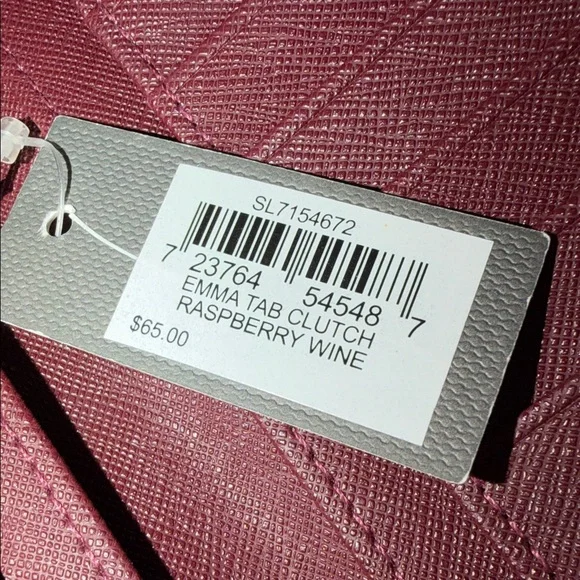 SL7154672
7 23764 54548 7
EMMA TAB CLUTCH
RASPBERRY WINE
$65.00